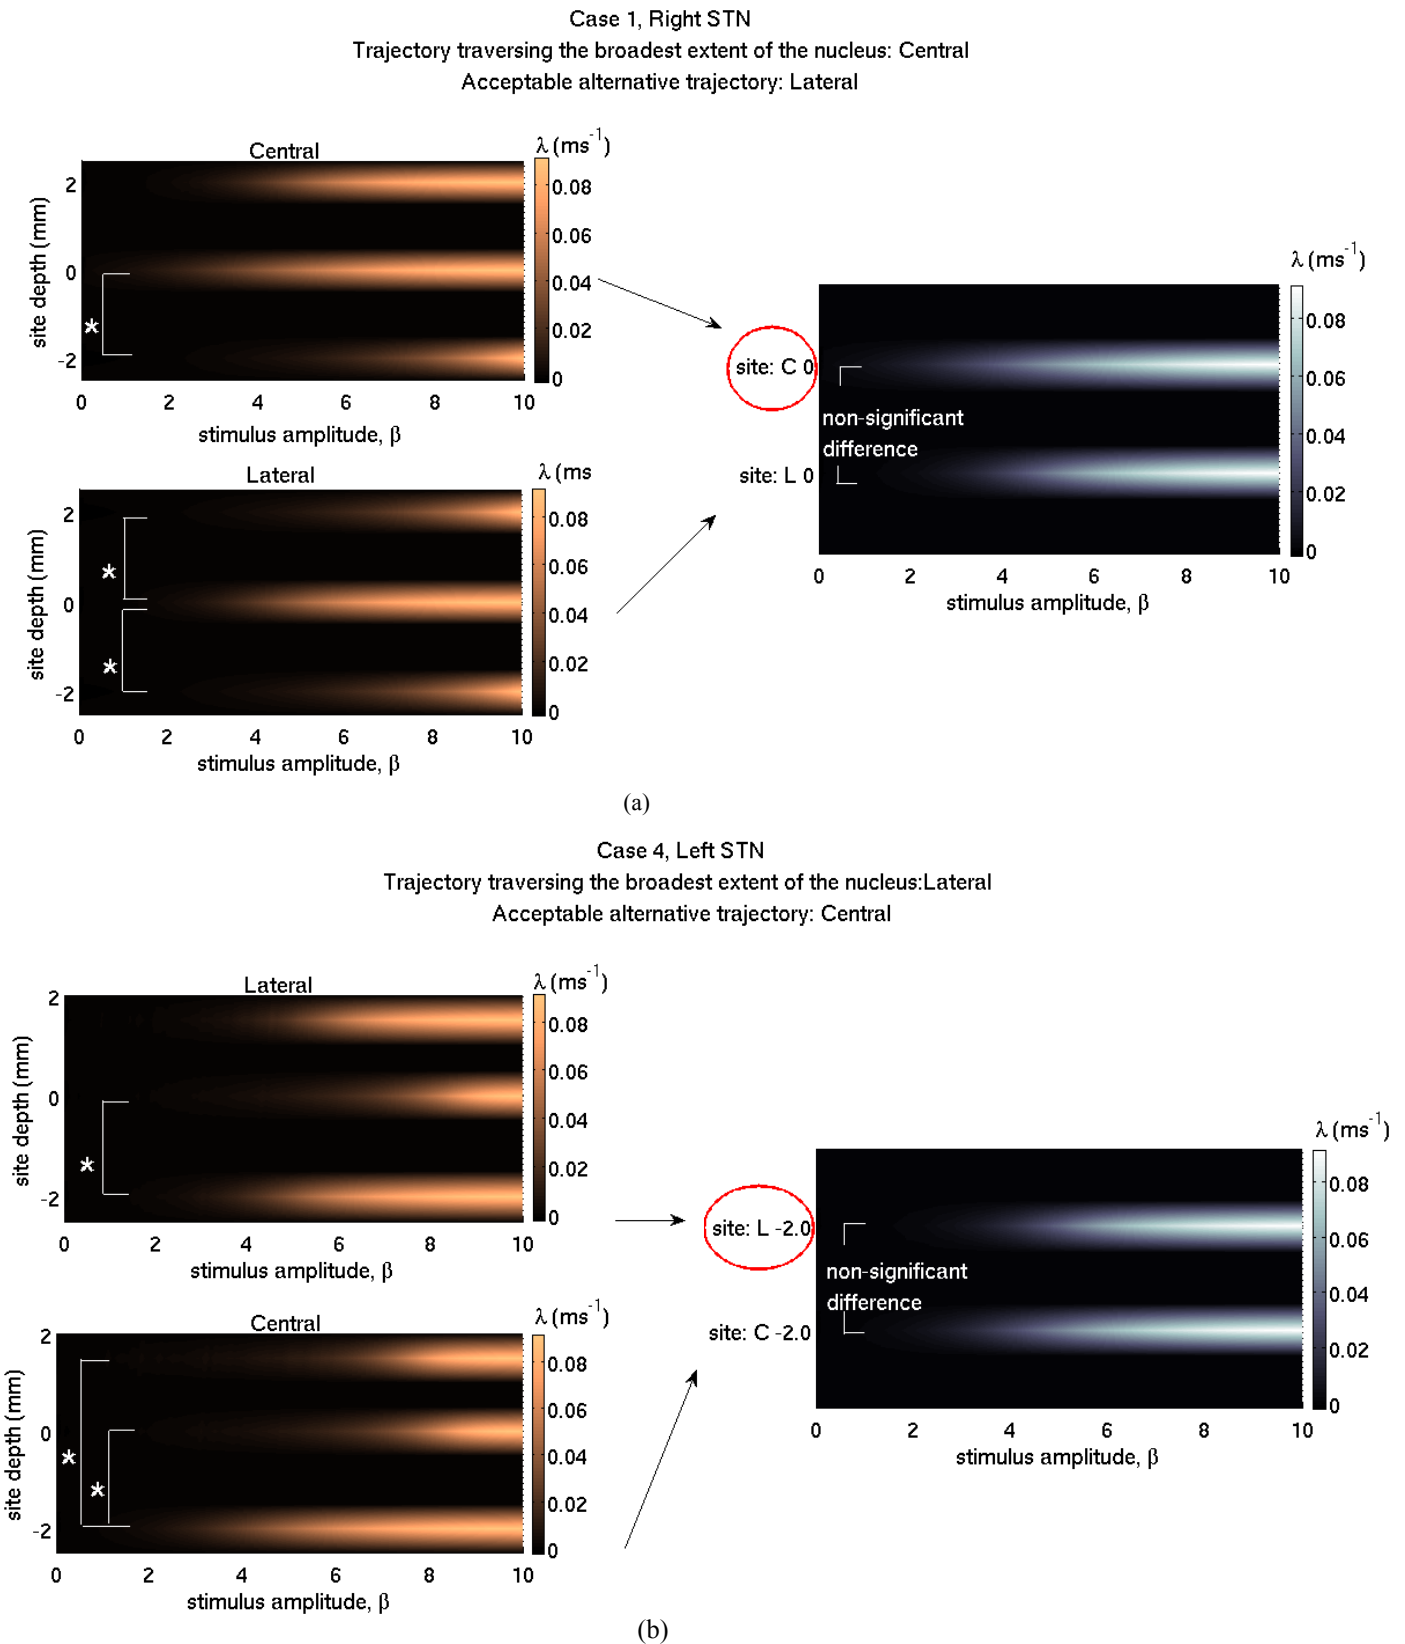 Case 1, Right STN
Trajectory traversing the broadest extent of the nucleus: Central
Acceptable alternative trajectory: Lateral
Central
λ (ms⁻¹)
site depth (mm)
2
0
-2
*
0.08
0.06
0.04
0.02
0
0 2 4 6 8 10
stimulus amplitude, β
Lateral
λ (ms
site depth (mm)
2
0
-2
*
*
0.08
0.06
0.04
0.02
0
0 2 4 6 8 10
stimulus amplitude, β
λ (ms⁻¹)
site: C 0
non-significant
difference
site: L 0
0.08
0.06
0.04
0.02
0
0 2 4 6 8 10
stimulus amplitude, β
(a)
Case 4, Left STN
Trajectory traversing the broadest extent of the nucleus:Lateral
Acceptable alternative trajectory: Central
Lateral
λ (ms⁻¹)
site depth (mm)
2
0
-2
*
0.08
0.06
0.04
0.02
0
0 2 4 6 8 10
stimulus amplitude, β
Central
λ (ms⁻¹)
site depth (mm)
2
0
-2
*
*
0.08
0.06
0.04
0.02
0
0 2 4 6 8 10
stimulus amplitude, β
λ (ms⁻¹)
site: L -2.0
non-significant
difference
site: C -2.0
0.08
0.06
0.04
0.02
0
0 2 4 6 8 10
stimulus amplitude, β
(b)